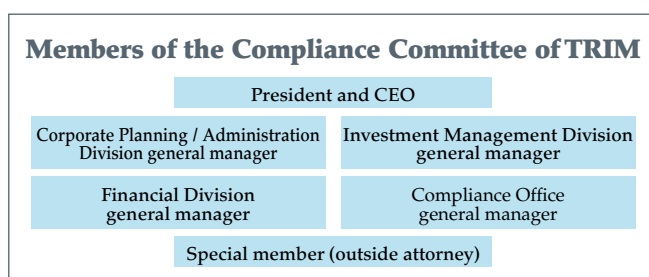 Members of the Compliance Committee of TRIM
President and CEO
Corporate Planning / Administration
Division general manager
Investment Management Division
general manager
Financial Division
general manager
Compliance Office
general manager
Special member (outside attorney)